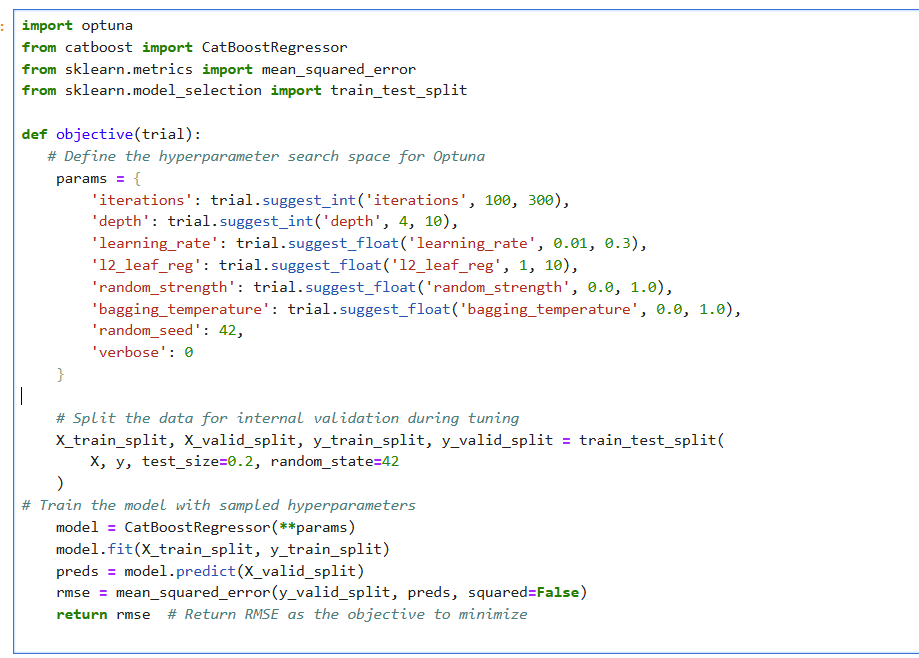 import optuna
from catboost import CatBoostRegressor
from sklearn.metrics import mean_squared_error
from sklearn.model_selection import train_test_split

def objective(trial):
   # Define the hyperparameter search space for Optuna
    params = {
        'iterations': trial.suggest_int('iterations', 100, 300),
        'depth': trial.suggest_int('depth', 4, 10),
        'learning_rate': trial.suggest_float('learning_rate', 0.01, 0.3),
        'l2_leaf_reg': trial.suggest_float('l2_leaf_reg', 1, 10),
        'random_strength': trial.suggest_float('random_strength', 0.0, 1.0),
        'bagging_temperature': trial.suggest_float('bagging_temperature', 0.0, 1.0),
        'random_seed': 42,
        'verbose': 0
    }

    # Split the data for internal validation during tuning
    X_train_split, X_valid_split, y_train_split, y_valid_split = train_test_split(
        X, y, test_size=0.2, random_state=42
    )
# Train the model with sampled hyperparameters
    model = CatBoostRegressor(**params)
    model.fit(X_train_split, y_train_split)
    preds = model.predict(X_valid_split)
    rmse = mean_squared_error(y_valid_split, preds, squared=False)
    return rmse  # Return RMSE as the objective to minimize